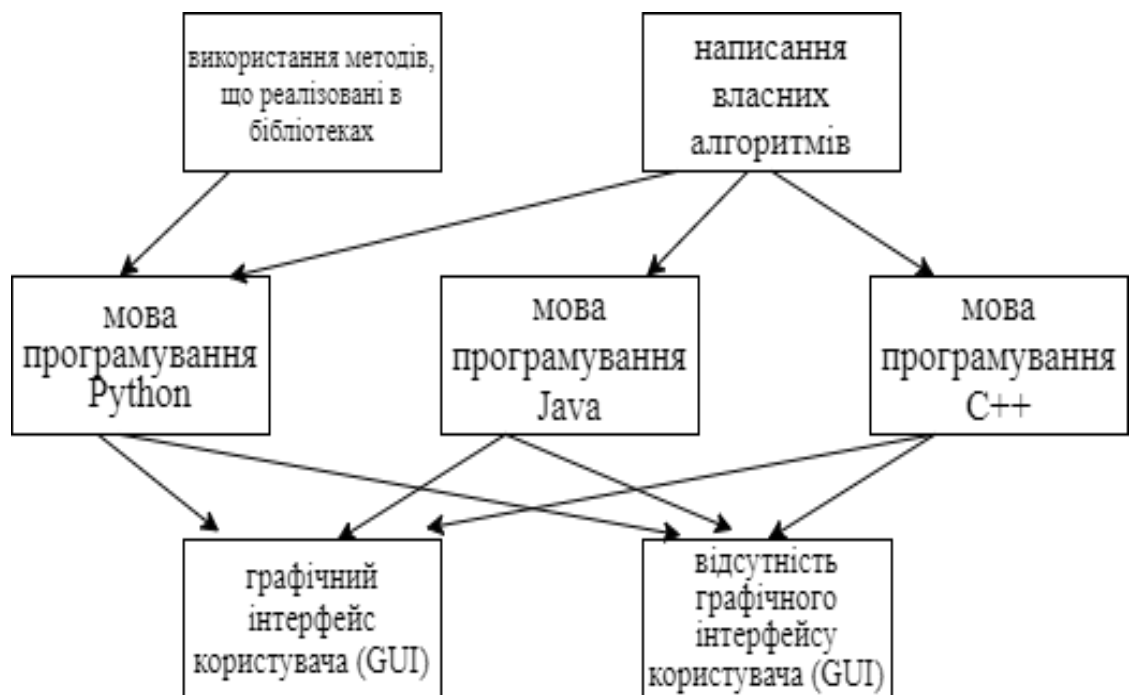 використання методів,
що реалізовані в
бібліотеках
написання
власних
алгоритмів
мова
програмування
Python
мова
програмування
Java
мова
програмування
C++
графічний
інтерфейс
користувача (GUI)
відсутність
графічного
інтерфейсу
користувача (GUI)